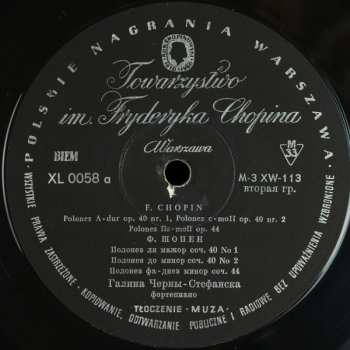 POLSKIE NAGRANIA WARSZAWA
Towarzystwo
im. Fryderyka Chopina
Warszawa
BIEM
XL 0058 a
M
33
M-3 XW-113
вторая гр.
F. CHOPIN
Polonez A-dur op. 40 nr. 1, Polonez c-moll op. 40 nr. 2
Polonez fis-moll op. 44
Ф. ШОПЕН
Полонез ля мажор соч. 40 No 1
Полонез до минор соч. 40 No 2
Полонез фа-диез минор соч. 44
Галина Черны-Стефанска
фортепиано
TŁOCZENIE - MUZA
WSZYSTKIE PRAWA ZASTRZEŻONE · KOPIOWANIE, ODTWARZANIE PUBLICZNE I RADIOWE BEZ UPOWAŻNIENIA WZBRONIONE